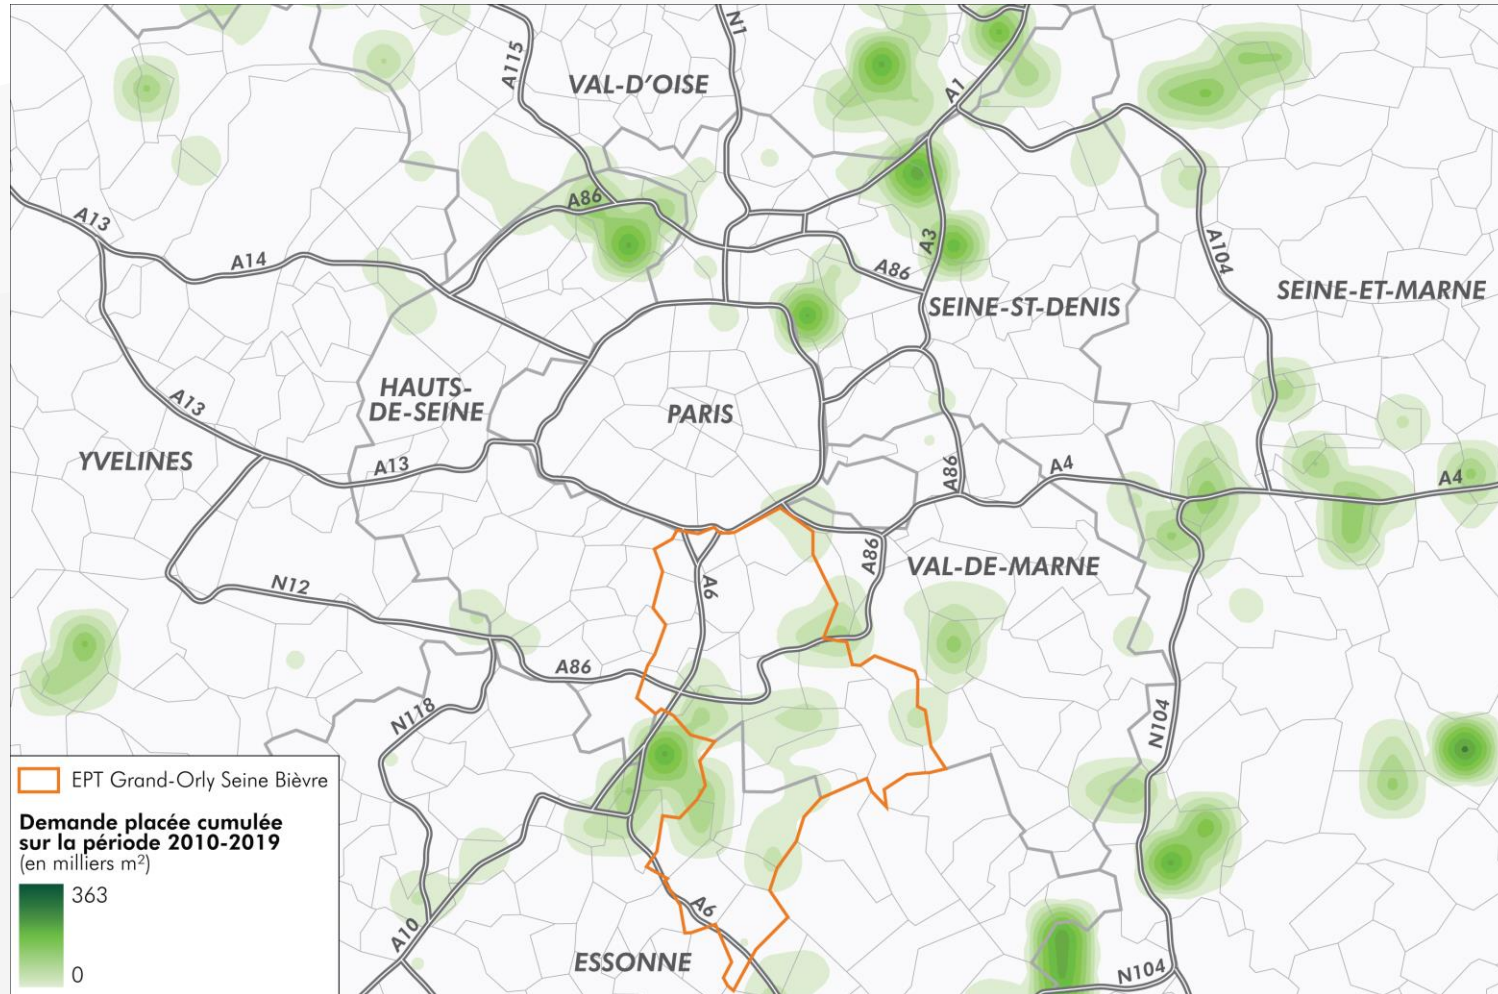 N1
A115
VAL-D'OISE
A1
A86
A13
A14
A3
A86
A104
SEINE-ET-MARNE
SEINE-ST-DENIS
HAUTS-
DE-SEINE
PARIS
A13
YVELINES
A13
A86
A4
A4
A86
VAL-DE-MARNE
A6
N12
A86
N118
N104
EPT Grand-Orly Seine Bièvre
Demande placée cumulée
sur la période 2010-2019
(en milliers m²)
363
0
A10
A6
ESSONNE
N104